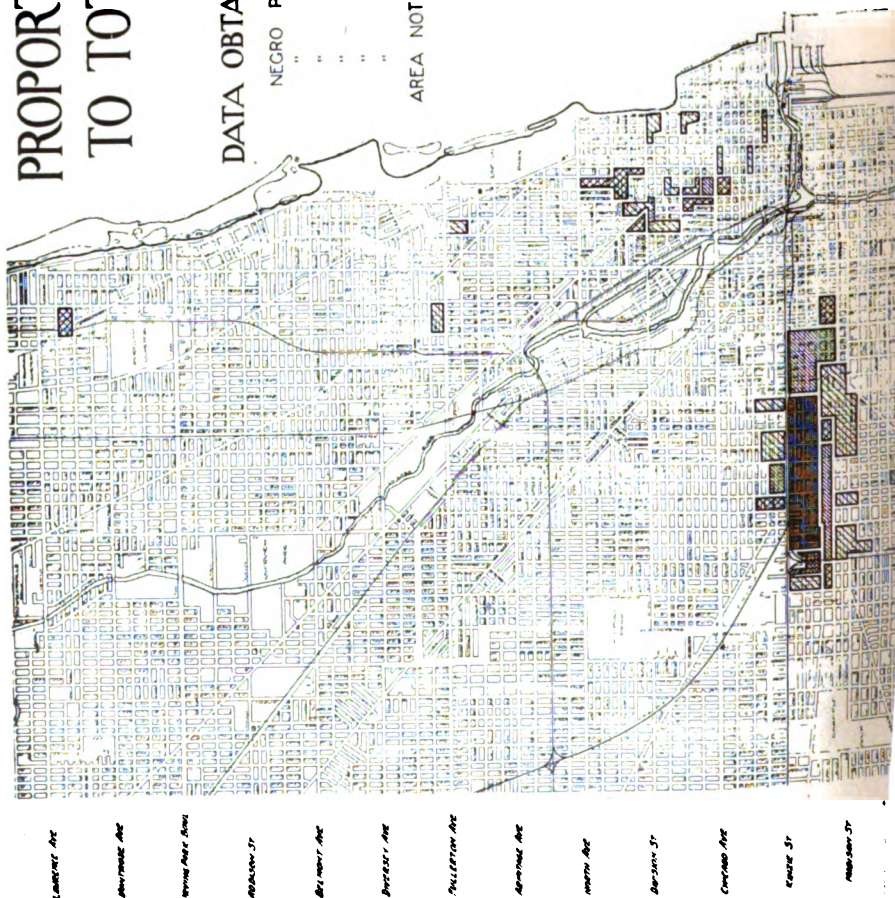 PROPOR
TO TO
DATA OBTA
NEGRO P
" 
" 
" 
" 
AREA NOT
LAWRENCE AVE
MONTROSE AVE
IRVING PARK BOUL
ADDISON ST
BELMONT AVE
DIVERSEY AVE
FULLERTON AVE
ARMITAGE AVE
NORTH AVE
DIVISION ST
CHICAGO AVE
KINZIE ST
MADISON ST